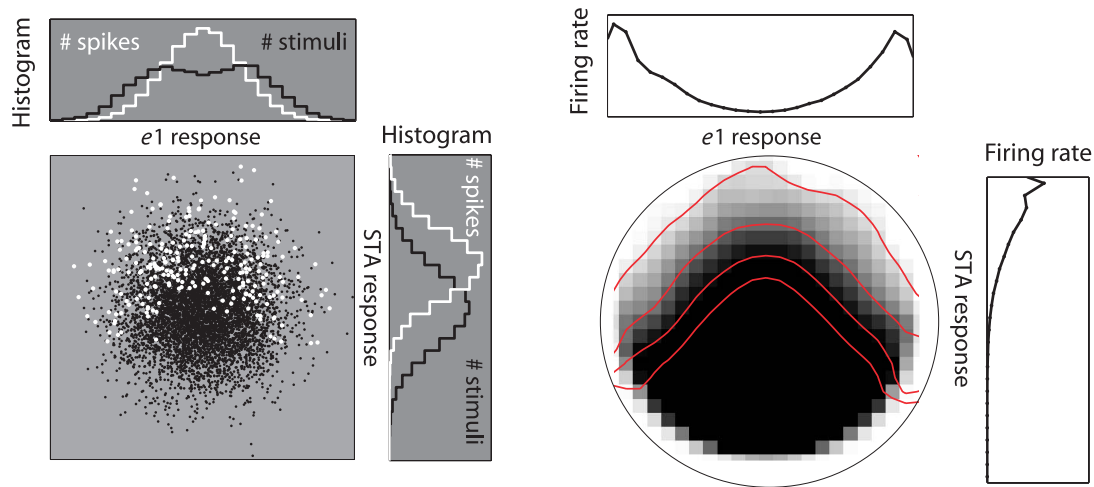 Histogram
# spikes
# stimuli
e1 response
Histogram
# spikes
# stimuli
STA response
Firing rate
e1 response
Firing rate
STA response